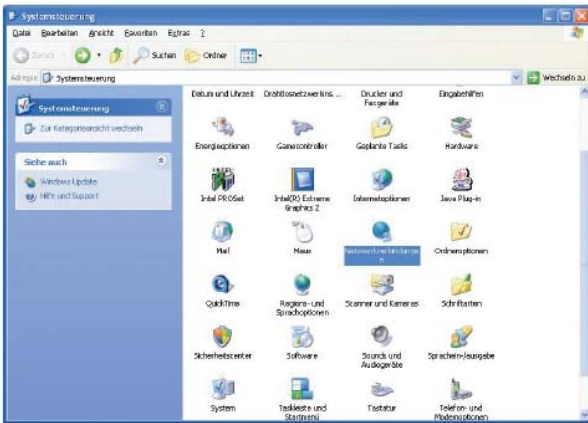 Systemsteuerung
Datei Bearbeiten Ansicht Favoriten Extras ?
Zurück Suchen Ordner
Adresse Systemsteuerung Wechseln zu
Systemsteuerung
Zur Kategorieansicht wechseln
Siehe auch
Windows Update
Hilfe und Support
Datum und Uhrzeit Drahtlosnetzwerkins... Drucker und Faxgeräte Eingabehilfen
Energieoptionen Gamecontroller Geplante Tasks Hardware
Intel PROSet Intel(R) Extreme Graphics 2 Internetoptionen Java Plug-in
Mail Maus Netzwerkverbindungen Ordneroptionen
QuickTime Regions- und Sprachoptionen Scanner und Kameras Schriftarten
Sicherheitscenter Software Sounds und Audiogeräte Sprachein-/ausgabe
System Taskleiste und Startmenü Tastatur Telefon- und Modemoptionen